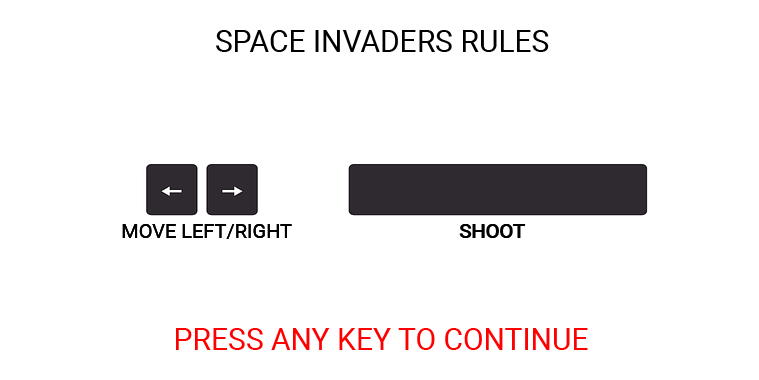 SPACE INVADERS RULES
← →
MOVE LEFT/RIGHT
SHOOT
PRESS ANY KEY TO CONTINUE